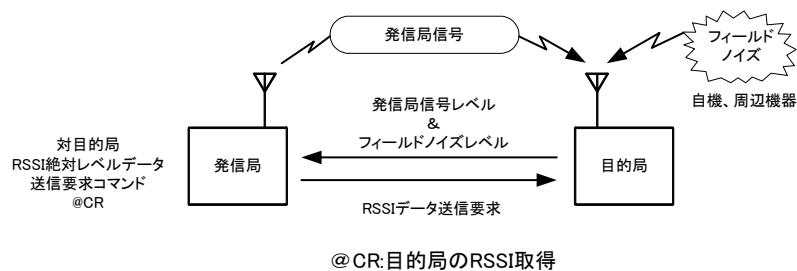 発信局信号
フィールド
ノイズ
自機、周辺機器
発信局信号レベル
&
フィールドノイズレベル
対目的局
RSSI絶対レベルデータ
送信要求コマンド
@CR
発信局
目的局
RSSIデータ送信要求
@CR:目的局のRSSI取得